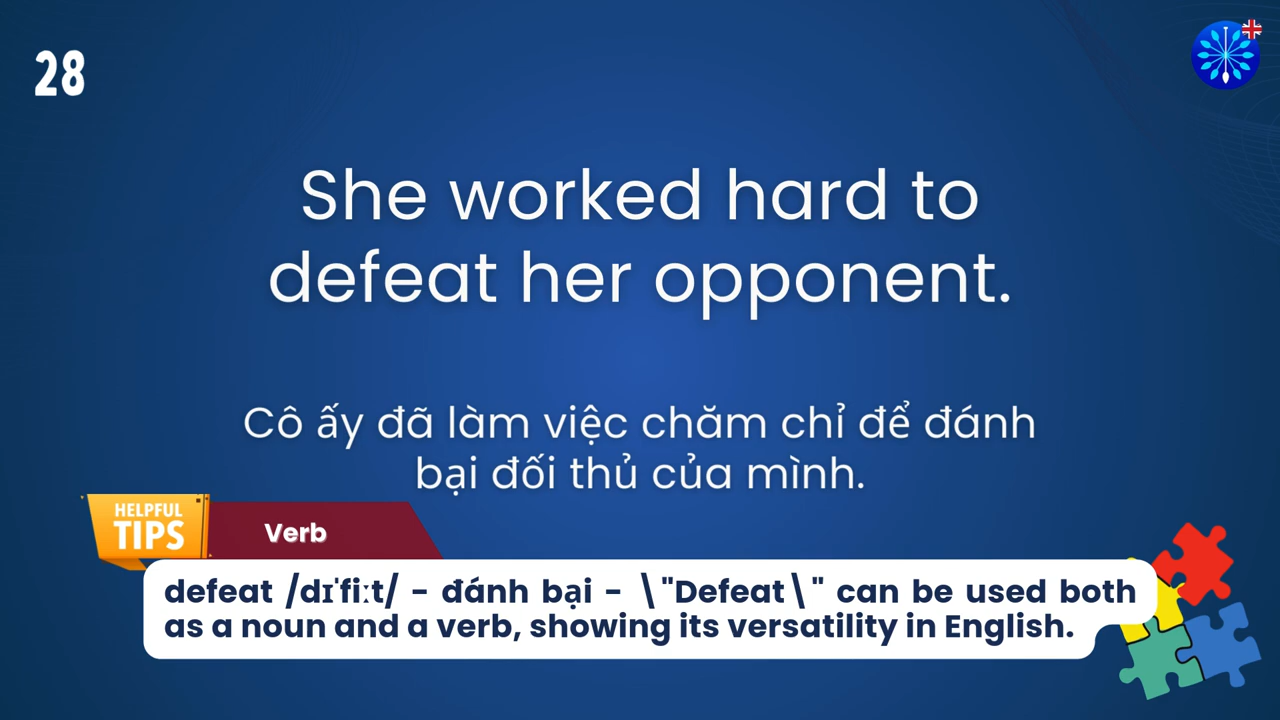 28
She worked hard to
defeat her opponent.
Cô ấy đã làm việc chăm chỉ để đánh
bại đối thủ của mình.
HELPFUL
TIPS
Verb
defeat /dɪˈfiːt/ - đánh bại - \"Defeat\" can be used both
as a noun and a verb, showing its versatility in English.